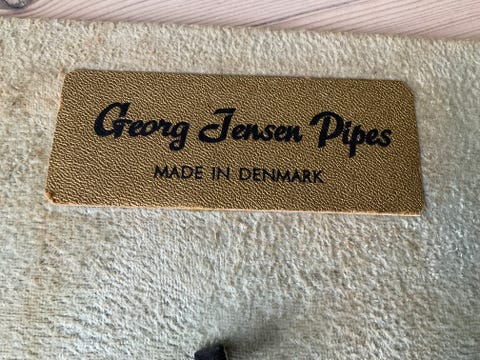 Georg Jensen Pipes
MADE IN DENMARK